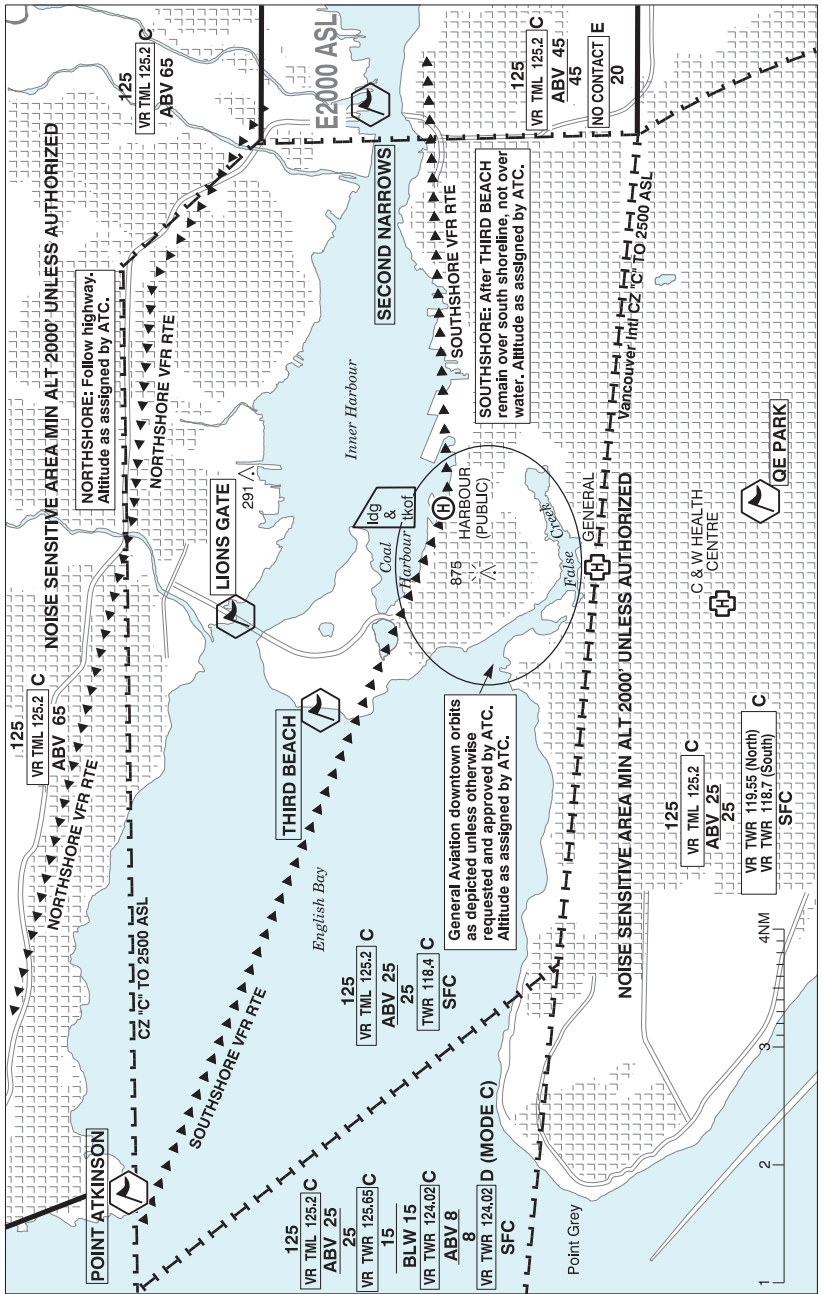 125
VR TML 125.2 C
ABV 65
NOISE SENSITIVE AREA MIN ALT 2000' UNLESS AUTHORIZED
125
VR TML 125.2 C
ABV 65
NORTHSHORE VFR RTE
NORTHSHORE: Follow highway.
Altitude as assigned by ATC.
NORTHSHORE VFR RTE
E2000 ASL
POINT ATKINSON
CZ "C" TO 2500 ASL
LIONS GATE
291
SECOND NARROWS
Inner Harbour
THIRD BEACH
Coal
Harbour
ldg
&
tkof
SOUTHSHORE VFR RTE
SOUTHSHORE VFR RTE
English Bay
H
HARBOUR
(PUBLIC)
875
SOUTHSHORE: After THIRD BEACH
remain over south shoreline, not over
water. Altitude as assigned by ATC.
125
VR TML 125.2 C
ABV 45
45
NO CONTACT E
20
125
VR TML 125.2 C
ABV 25
25
VR TWR 125.65 C
15
BLW 15
VR TWR 124.02 C
ABV 8
8
VR TWR 124.02 D (MODE C)
SFC
125
VR TML 125.2 C
ABV 25
25
TWR 118.4 C
SFC
General Aviation downtown orbits
as depicted unless otherwise
requested and approved by ATC.
Altitude as assigned by ATC.
False
Creek
H
GENERAL
Vancouver Intl CZ "C" TO 2500 ASL
Point Grey
NOISE SENSITIVE AREA MIN ALT 2000' UNLESS AUTHORIZED
125
VR TML 125.2 C
ABV 25
25
VR TWR 119.55 (North)
VR TWR 118.7 (South) C
SFC
C & W HEALTH
CENTRE
H
QE PARK
1
2
3
4NM